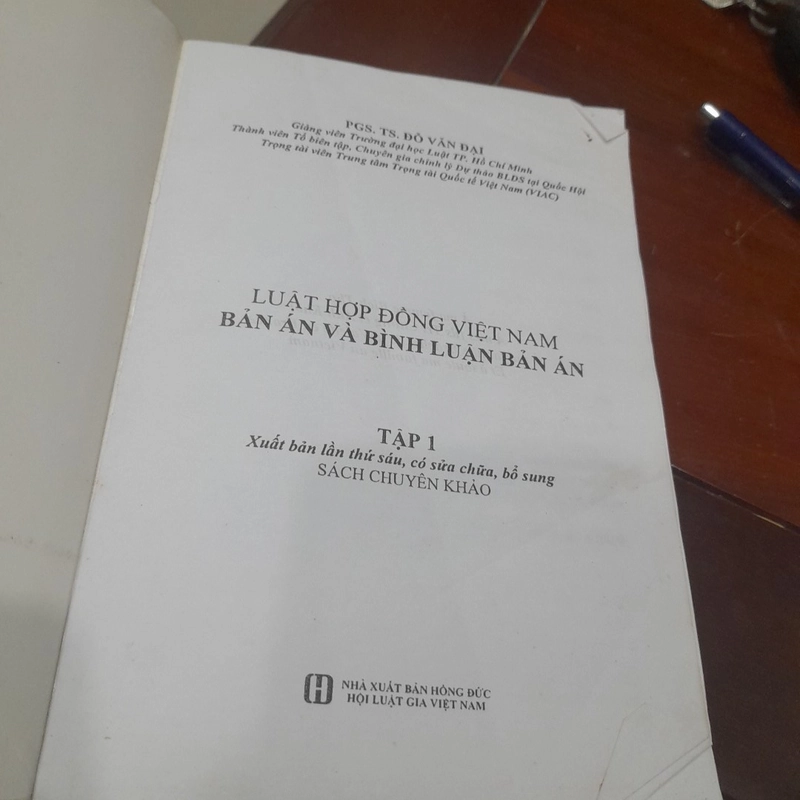 PGS. TS. ĐỖ VĂN ĐẠI
Giảng viên Trường đại học Luật TP. Hồ Chí Minh
Thành viên Tổ biên tập, Chuyên gia chỉnh lý Dự thảo BLDS tại Quốc Hội
Trọng tài viên Trung tâm Trọng tài Quốc tế Việt Nam (VIAC)
LUẬT HỢP ĐỒNG VIỆT NAM
BẢN ÁN VÀ BÌNH LUẬN BẢN ÁN
TẬP 1
Xuất bản lần thứ sáu, có sửa chữa, bổ sung
SÁCH CHUYÊN KHẢO
NHÀ XUẤT BẢN HỒNG ĐỨC
HỘI LUẬT GIA VIỆT NAM